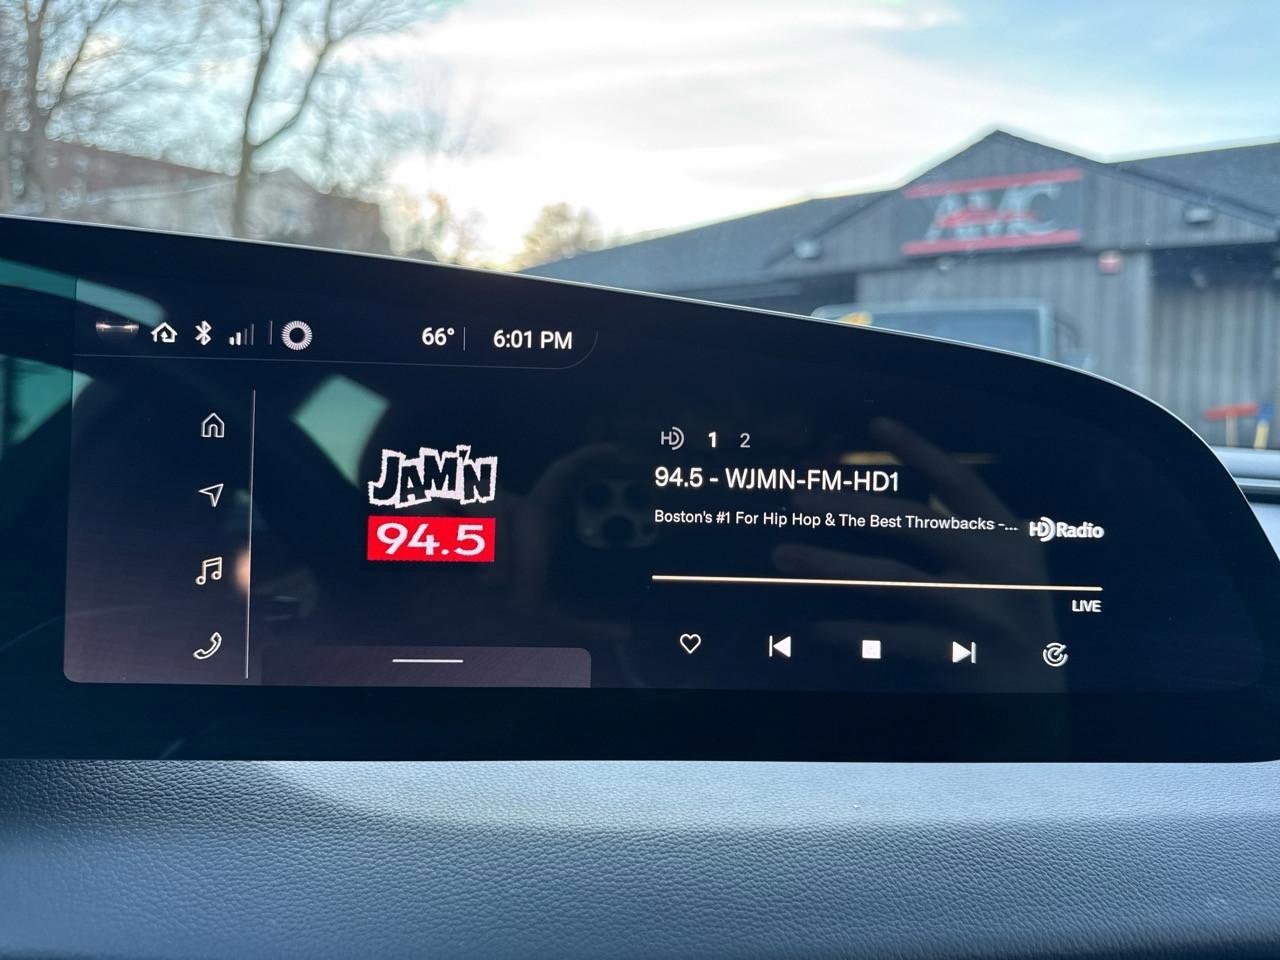 AMC
66° 6:01 PM
JAM'N
94.5
HD 1 2
94.5 - WJMN-FM-HD1
Boston's #1 For Hip Hop & The Best Throwbacks -...
HD Radio
LIVE